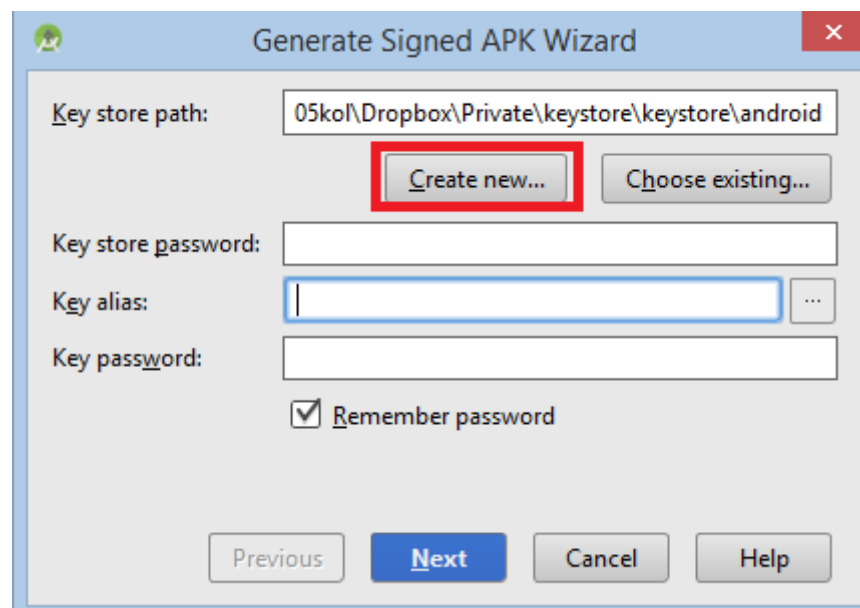 Generate Signed APK Wizard
Key store path: 05kol\Dropbox\Private\keystore\keystore\android
Create new... Choose existing...
Key store password:
Key alias: ...
Key password:
Remember password
Previous Next Cancel Help